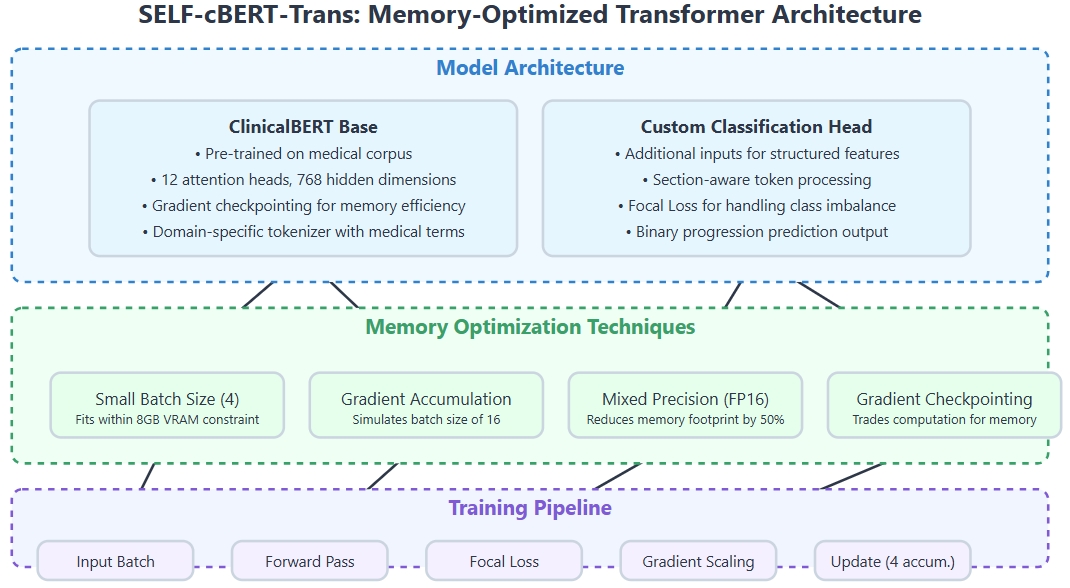 SELF-cBERT-Trans: Memory-Optimized Transformer Architecture
Model Architecture
ClinicalBERT Base
• Pre-trained on medical corpus
• 12 attention heads, 768 hidden dimensions
• Gradient checkpointing for memory efficiency
• Domain-specific tokenizer with medical terms
Custom Classification Head
• Additional inputs for structured features
• Section-aware token processing
• Focal Loss for handling class imbalance
• Binary progression prediction output
Memory Optimization Techniques
Small Batch Size (4)
Fits within 8GB VRAM constraint
Gradient Accumulation
Simulates batch size of 16
Mixed Precision (FP16)
Reduces memory footprint by 50%
Gradient Checkpointing
Trades computation for memory
Training Pipeline
Input Batch
Forward Pass
Focal Loss
Gradient Scaling
Update (4 accum.)